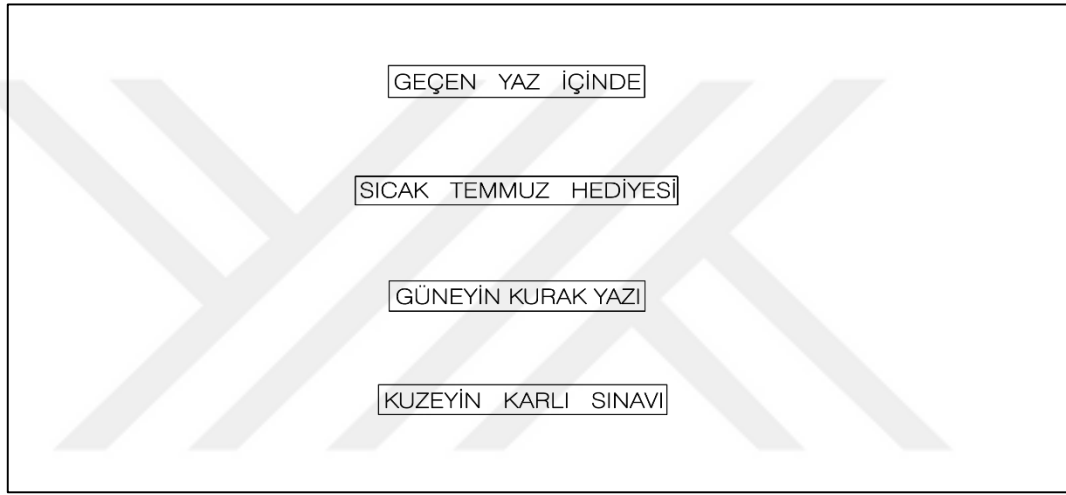 GEÇEN YAZ İÇİNDE
SICAK TEMMUZ HEDİYESİ
GÜNEYİN KURAK YAZI
KUZEYİN KARLI SINAVI